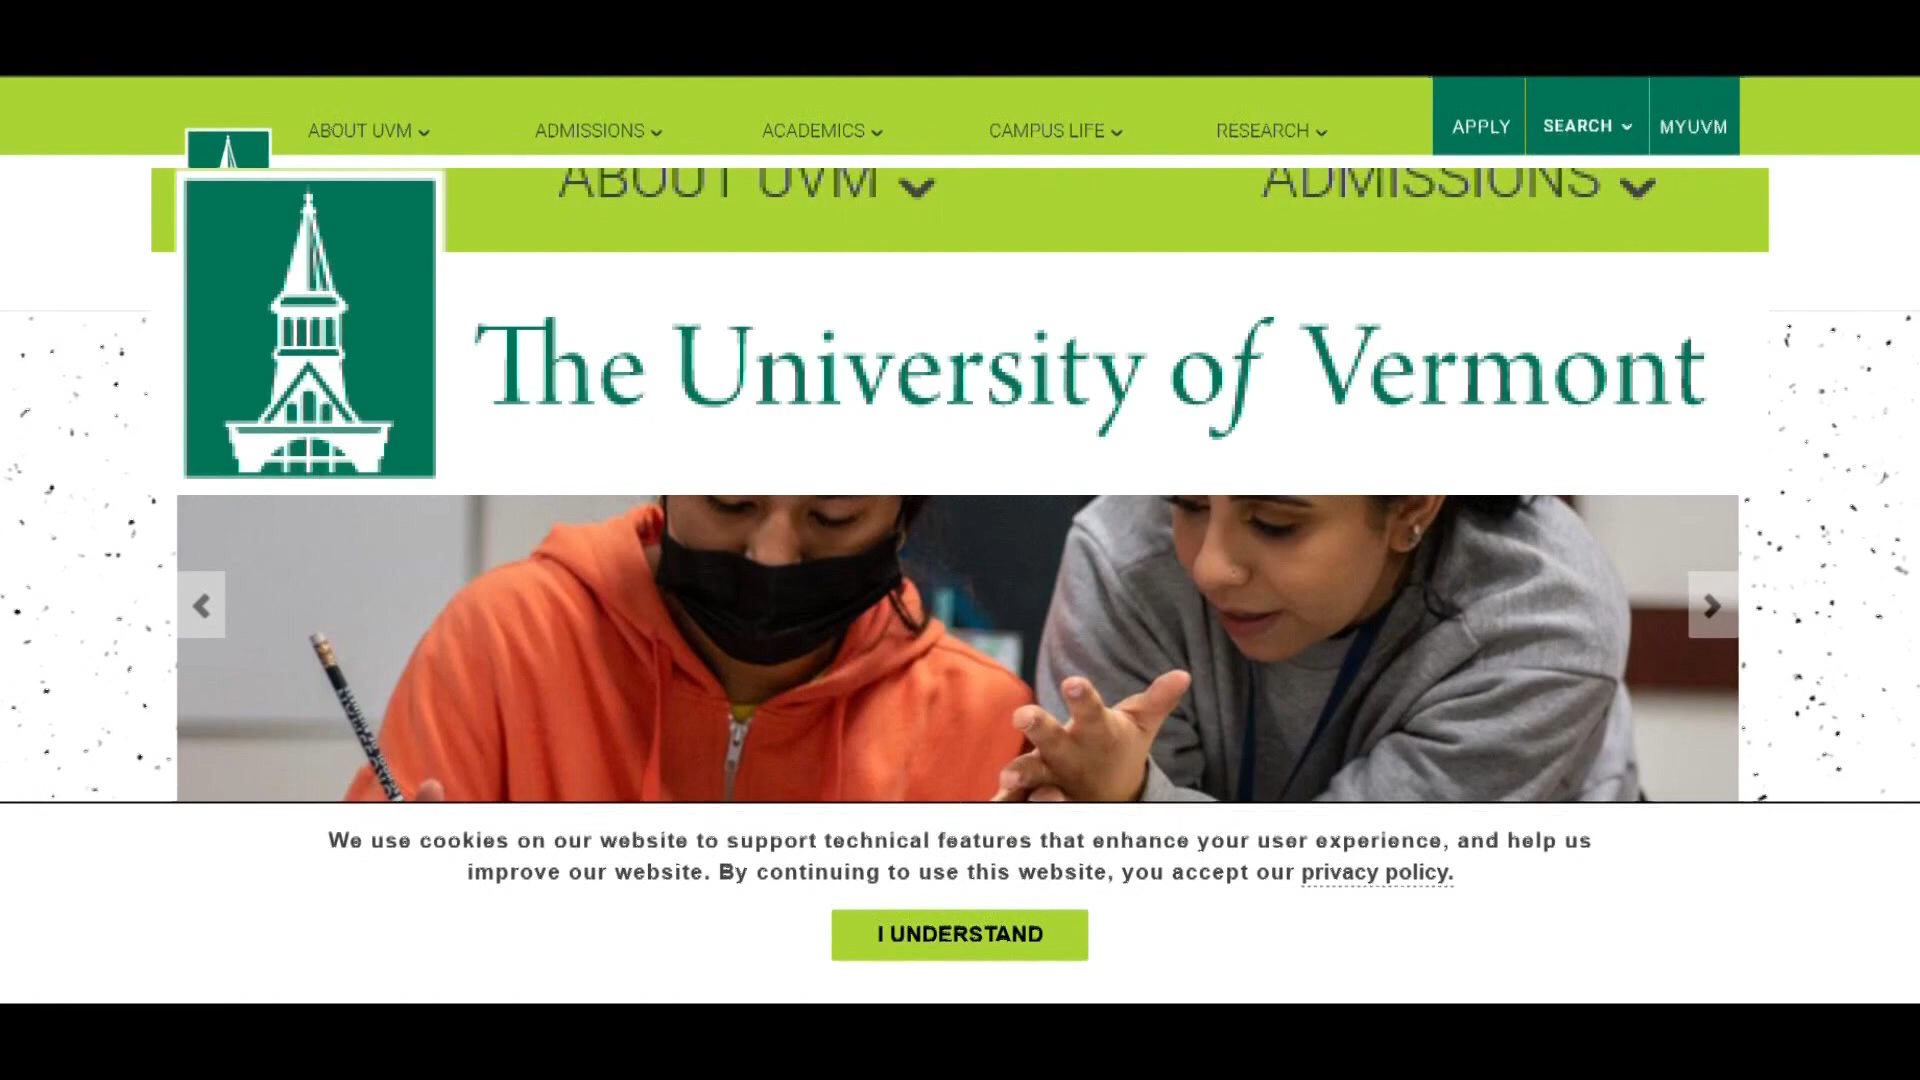 ABOUT UVM
ADMISSIONS
ACADEMICS
CAMPUS LIFE
RESEARCH
APPLY
SEARCH
MYUVM
ABOUT UVM
ADMISSIONS
The University of Vermont
We use cookies on our website to support technical features that enhance your user experience, and help us
improve our website. By continuing to use this website, you accept our privacy policy.
I UNDERSTAND